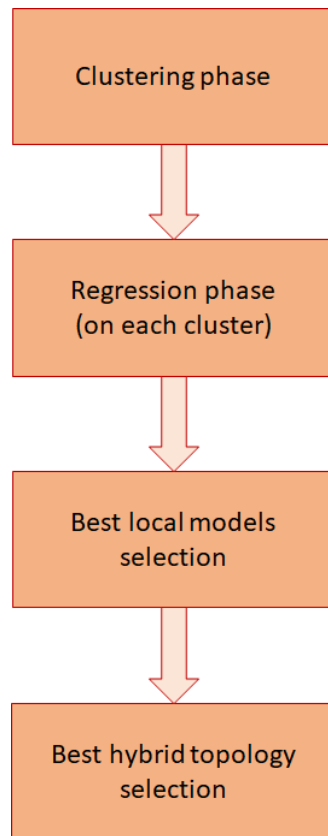 Clustering phase
Regression phase
(on each cluster)
Best local models
selection
Best hybrid topology
selection